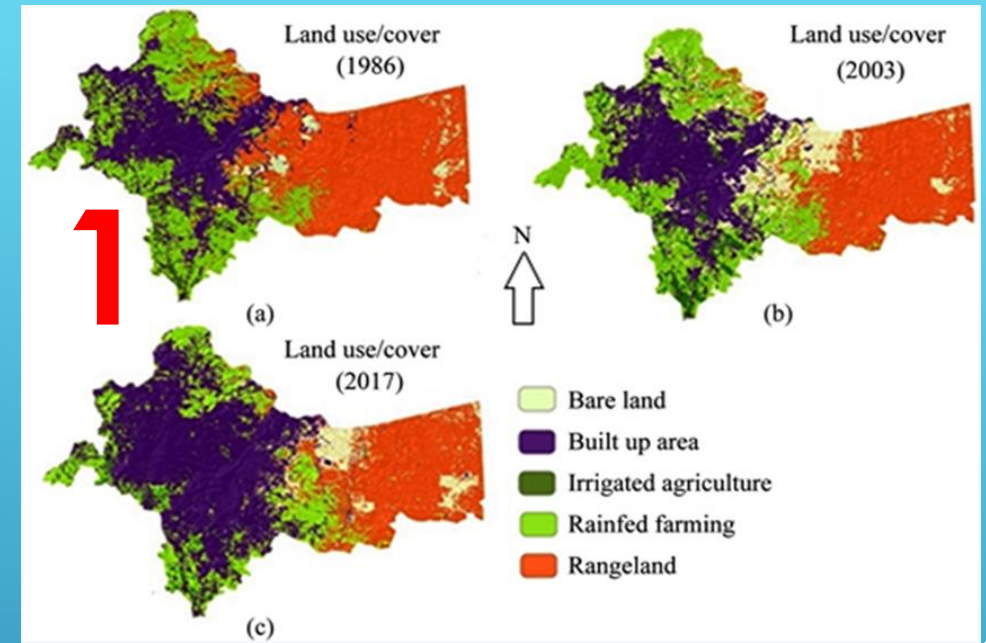 Land use/cover
(1986)
Land use/cover
(2003)
1
N
(a)
(b)
Land use/cover
(2017)
Bare land
Built up area
Irrigated agriculture
Rainfed farming
Rangeland
(c)